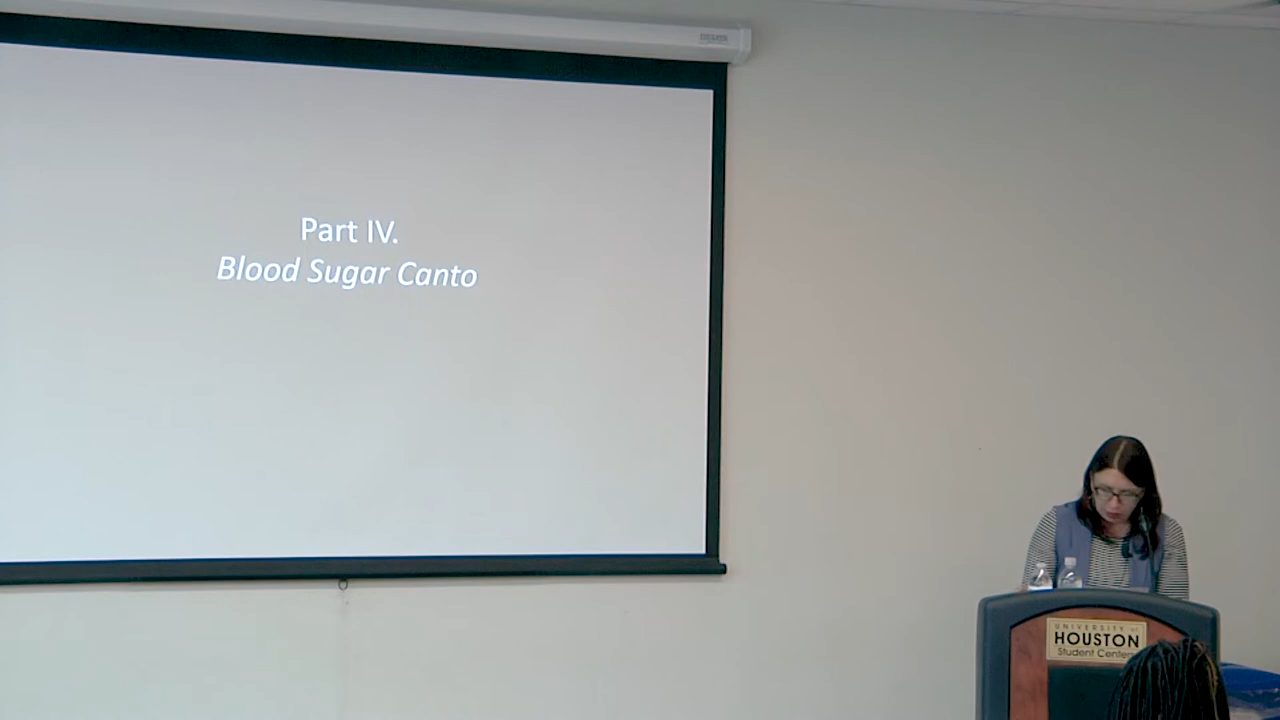 Part IV.
Blood Sugar Canto
UNIVERSITY of
HOUSTON
Student Center